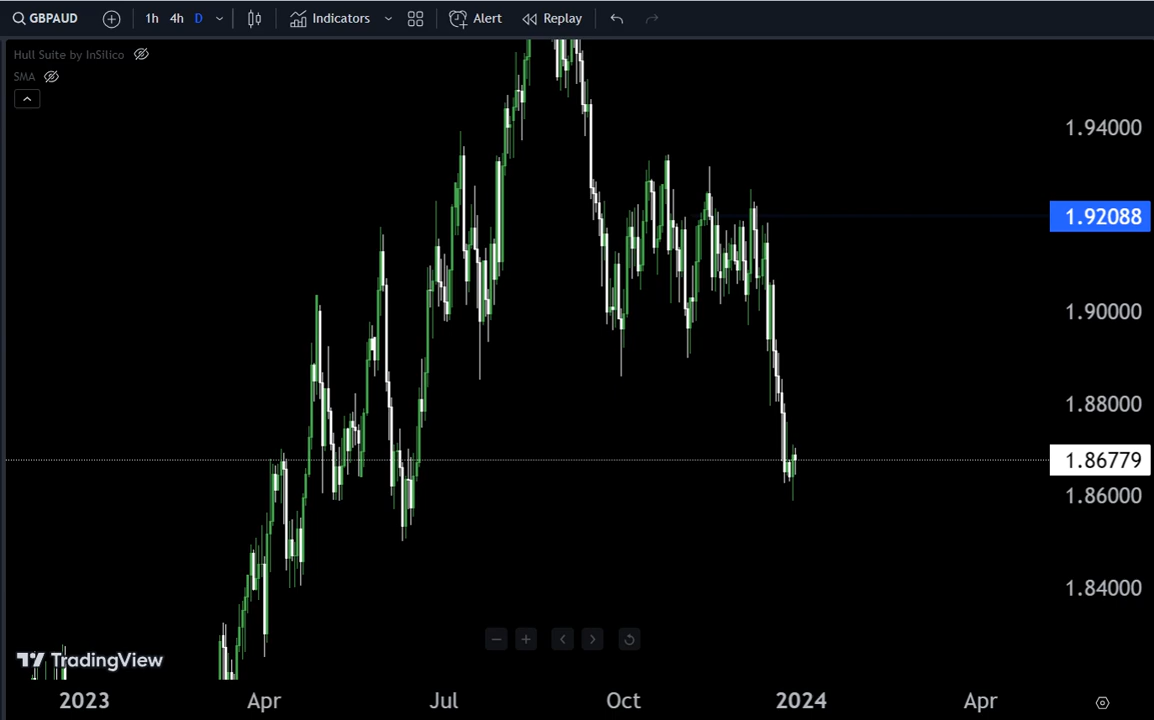 GBPAUD 1h 4h D Indicators Alert Replay
Hull Suite by InSilico
SMA
1.94000
1.92088
1.90000
1.88000
1.86779
1.86000
1.84000
TradingView
2023 Apr Jul Oct 2024 Apr